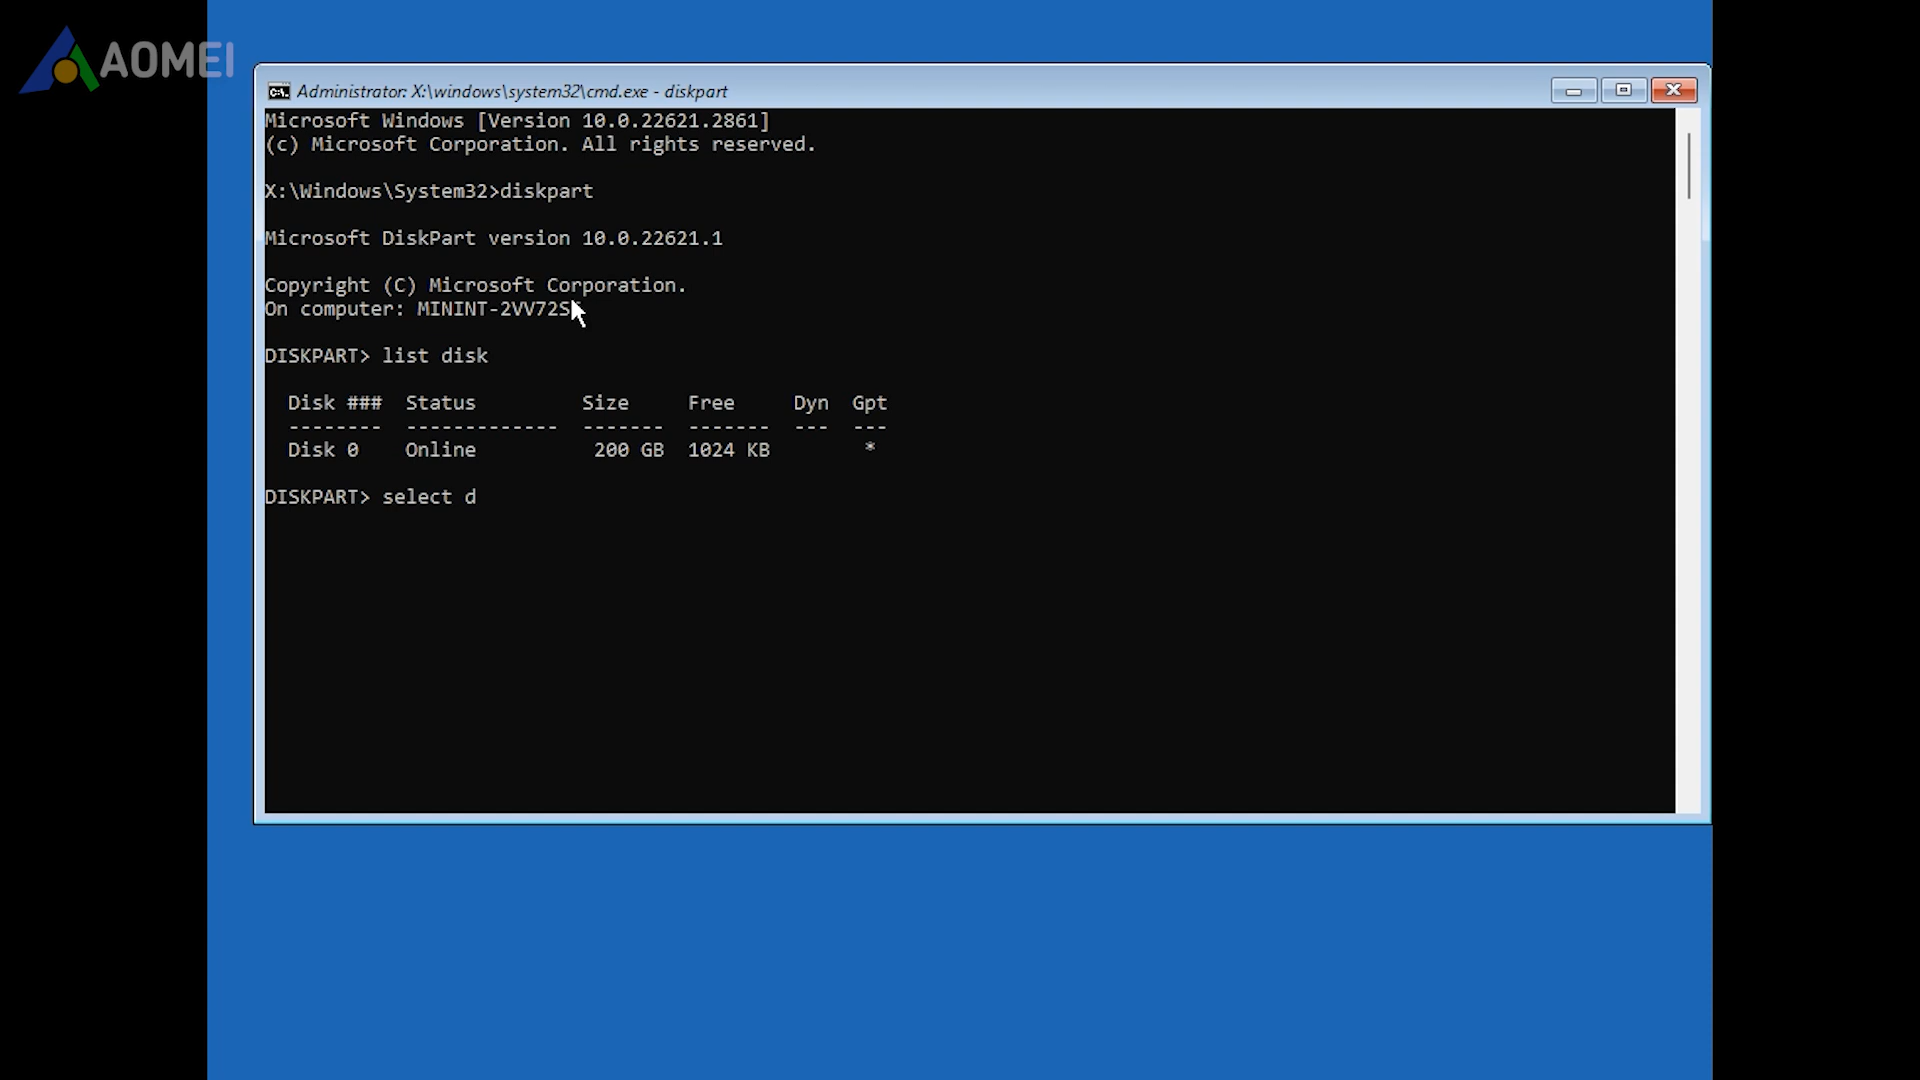 AOMEI
Administrator: X:\windows\system32\cmd.exe - diskpart
Microsoft Windows [Version 10.0.22621.2861]
(c) Microsoft Corporation. All rights reserved.
X:\Windows\System32>diskpart
Microsoft DiskPart version 10.0.22621.1
Copyright (C) Microsoft Corporation.
On computer:
DISKPART> list disk
Disk ### Status Size Free Dyn Gpt
-------- ------------- ------- ------- --- ---
Disk 0 Online 200 GB 1024 KB *
DISKPART> select d